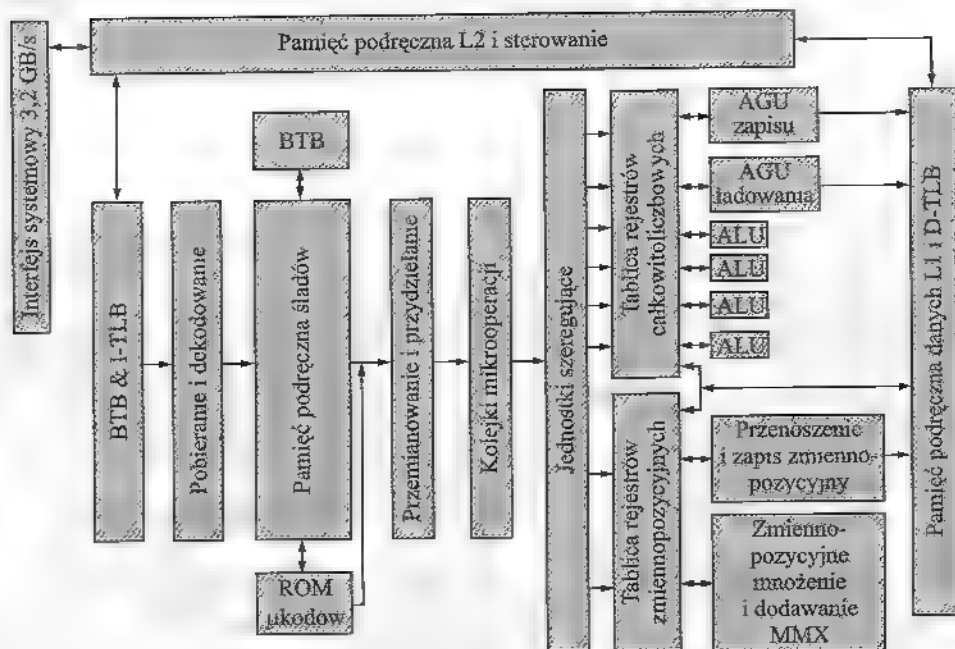 Interfejs systemowy 3,2 GB/s
Pamięć podręczna L2 i sterowanie
BTB & I-TLB
Pobieranie i dekodowanie
BTB
Pamięć podręczna śladów
ROM
µkodów
Przemianowanie i przydzielanie
Kolejki mikrooperacji
Jednostki szeregujące
Tablica rejestrów
całkowitoliczbowych
Tablica rejestrów
zmiennopozycyjnych
AGU
zapisu
AGU
ładowania
ALU
ALU
ALU
ALU
Przenoszenie
i zapis zmienno-
pozycyjny
Zmienno-
pozycyjne
mnożenie
i dodawanie
MMX
Pamięć podręczna danych L1 i D-TLB